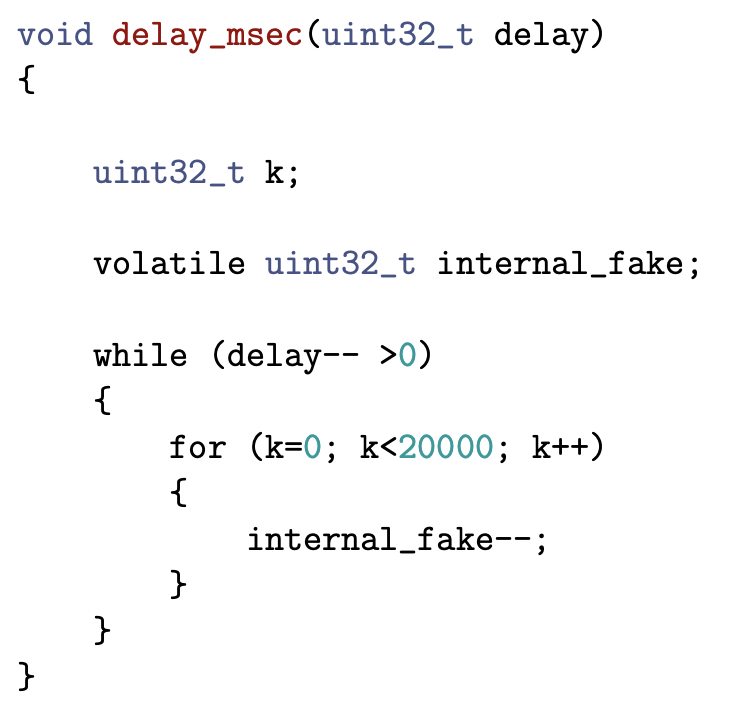 void delay_msec(uint32_t delay)
{
uint32_t k;
volatile uint32_t internal_fake;
while (delay-- >0)
{
for (k=0; k<20000; k++)
{
internal_fake--;
}
}
}